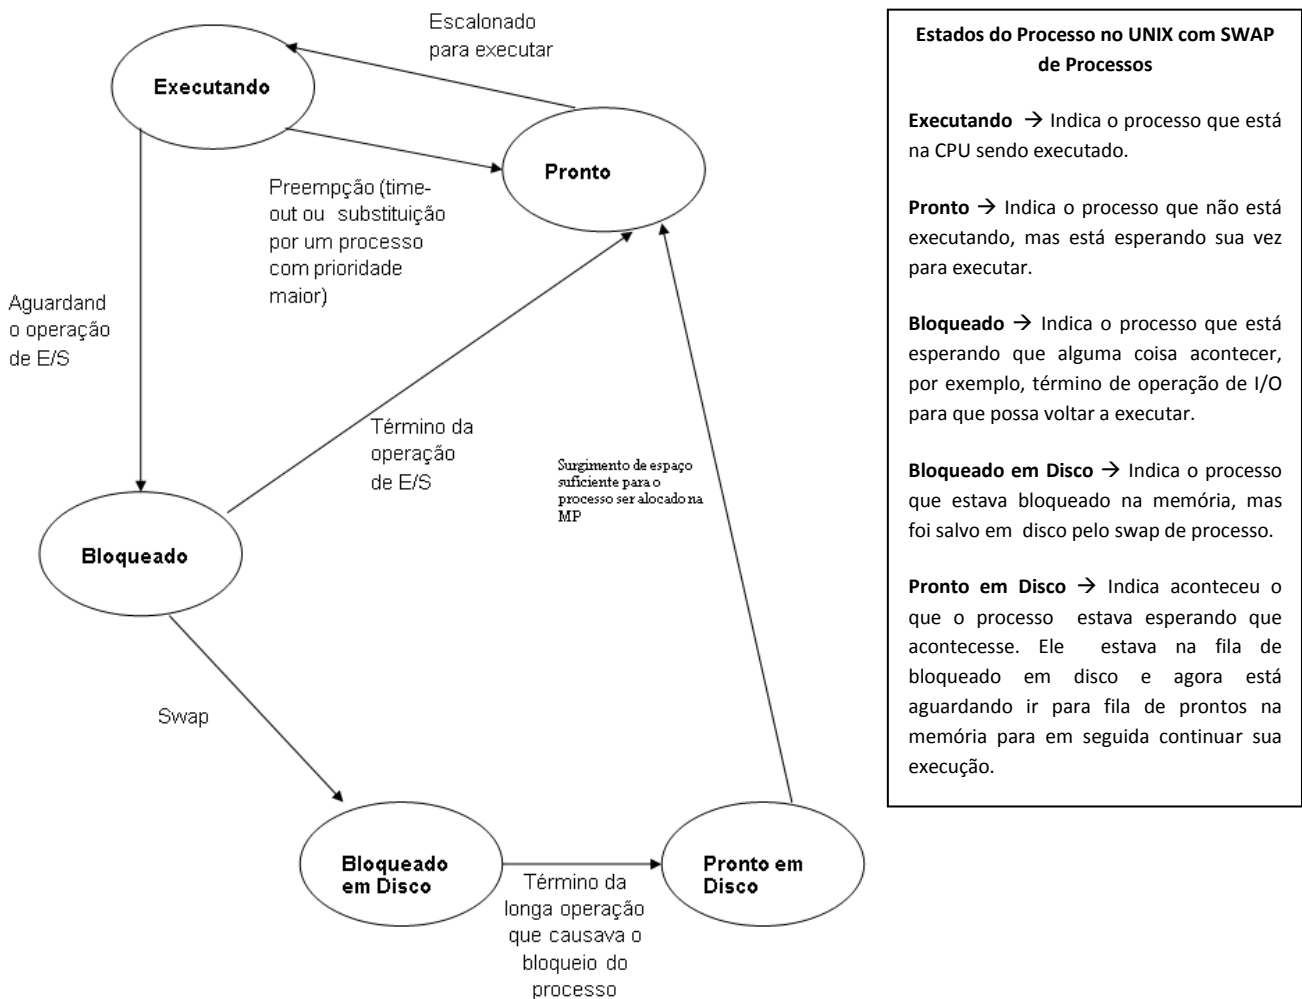 Escalonado
para executar
Executando
Pronto
Preempção (time-
out ou substituição
por um processo
com prioridade
maior)
Aguardand
o operação
de E/S
Término da
operação
de E/S
Surgimento de espaço
suficiente para o
processo ser alocado na
MP
Bloqueado
Swap
Bloqueado
em Disco
Término da
longa operação
que causava o
bloqueio do
processo
Pronto em
Disco
Estados do Processo no UNIX com SWAP
de Processos
Executando → Indica o processo que está
na CPU sendo executado.
Pronto → Indica o processo que não está
executando, mas está esperando sua vez
para executar.
Bloqueado → Indica o processo que está
esperando que alguma coisa acontecer,
por exemplo, término de operação de I/O
para que possa voltar a executar.
Bloqueado em Disco → Indica o processo
que estava bloqueado na memória, mas
foi salvo em disco pelo swap de processo.
Pronto em Disco → Indica aconteceu o
que o processo estava esperando que
acontecesse. Ele estava na fila de
bloqueado em disco e agora está
aguardando ir para fila de prontos na
memória para em seguida continuar sua
execução.